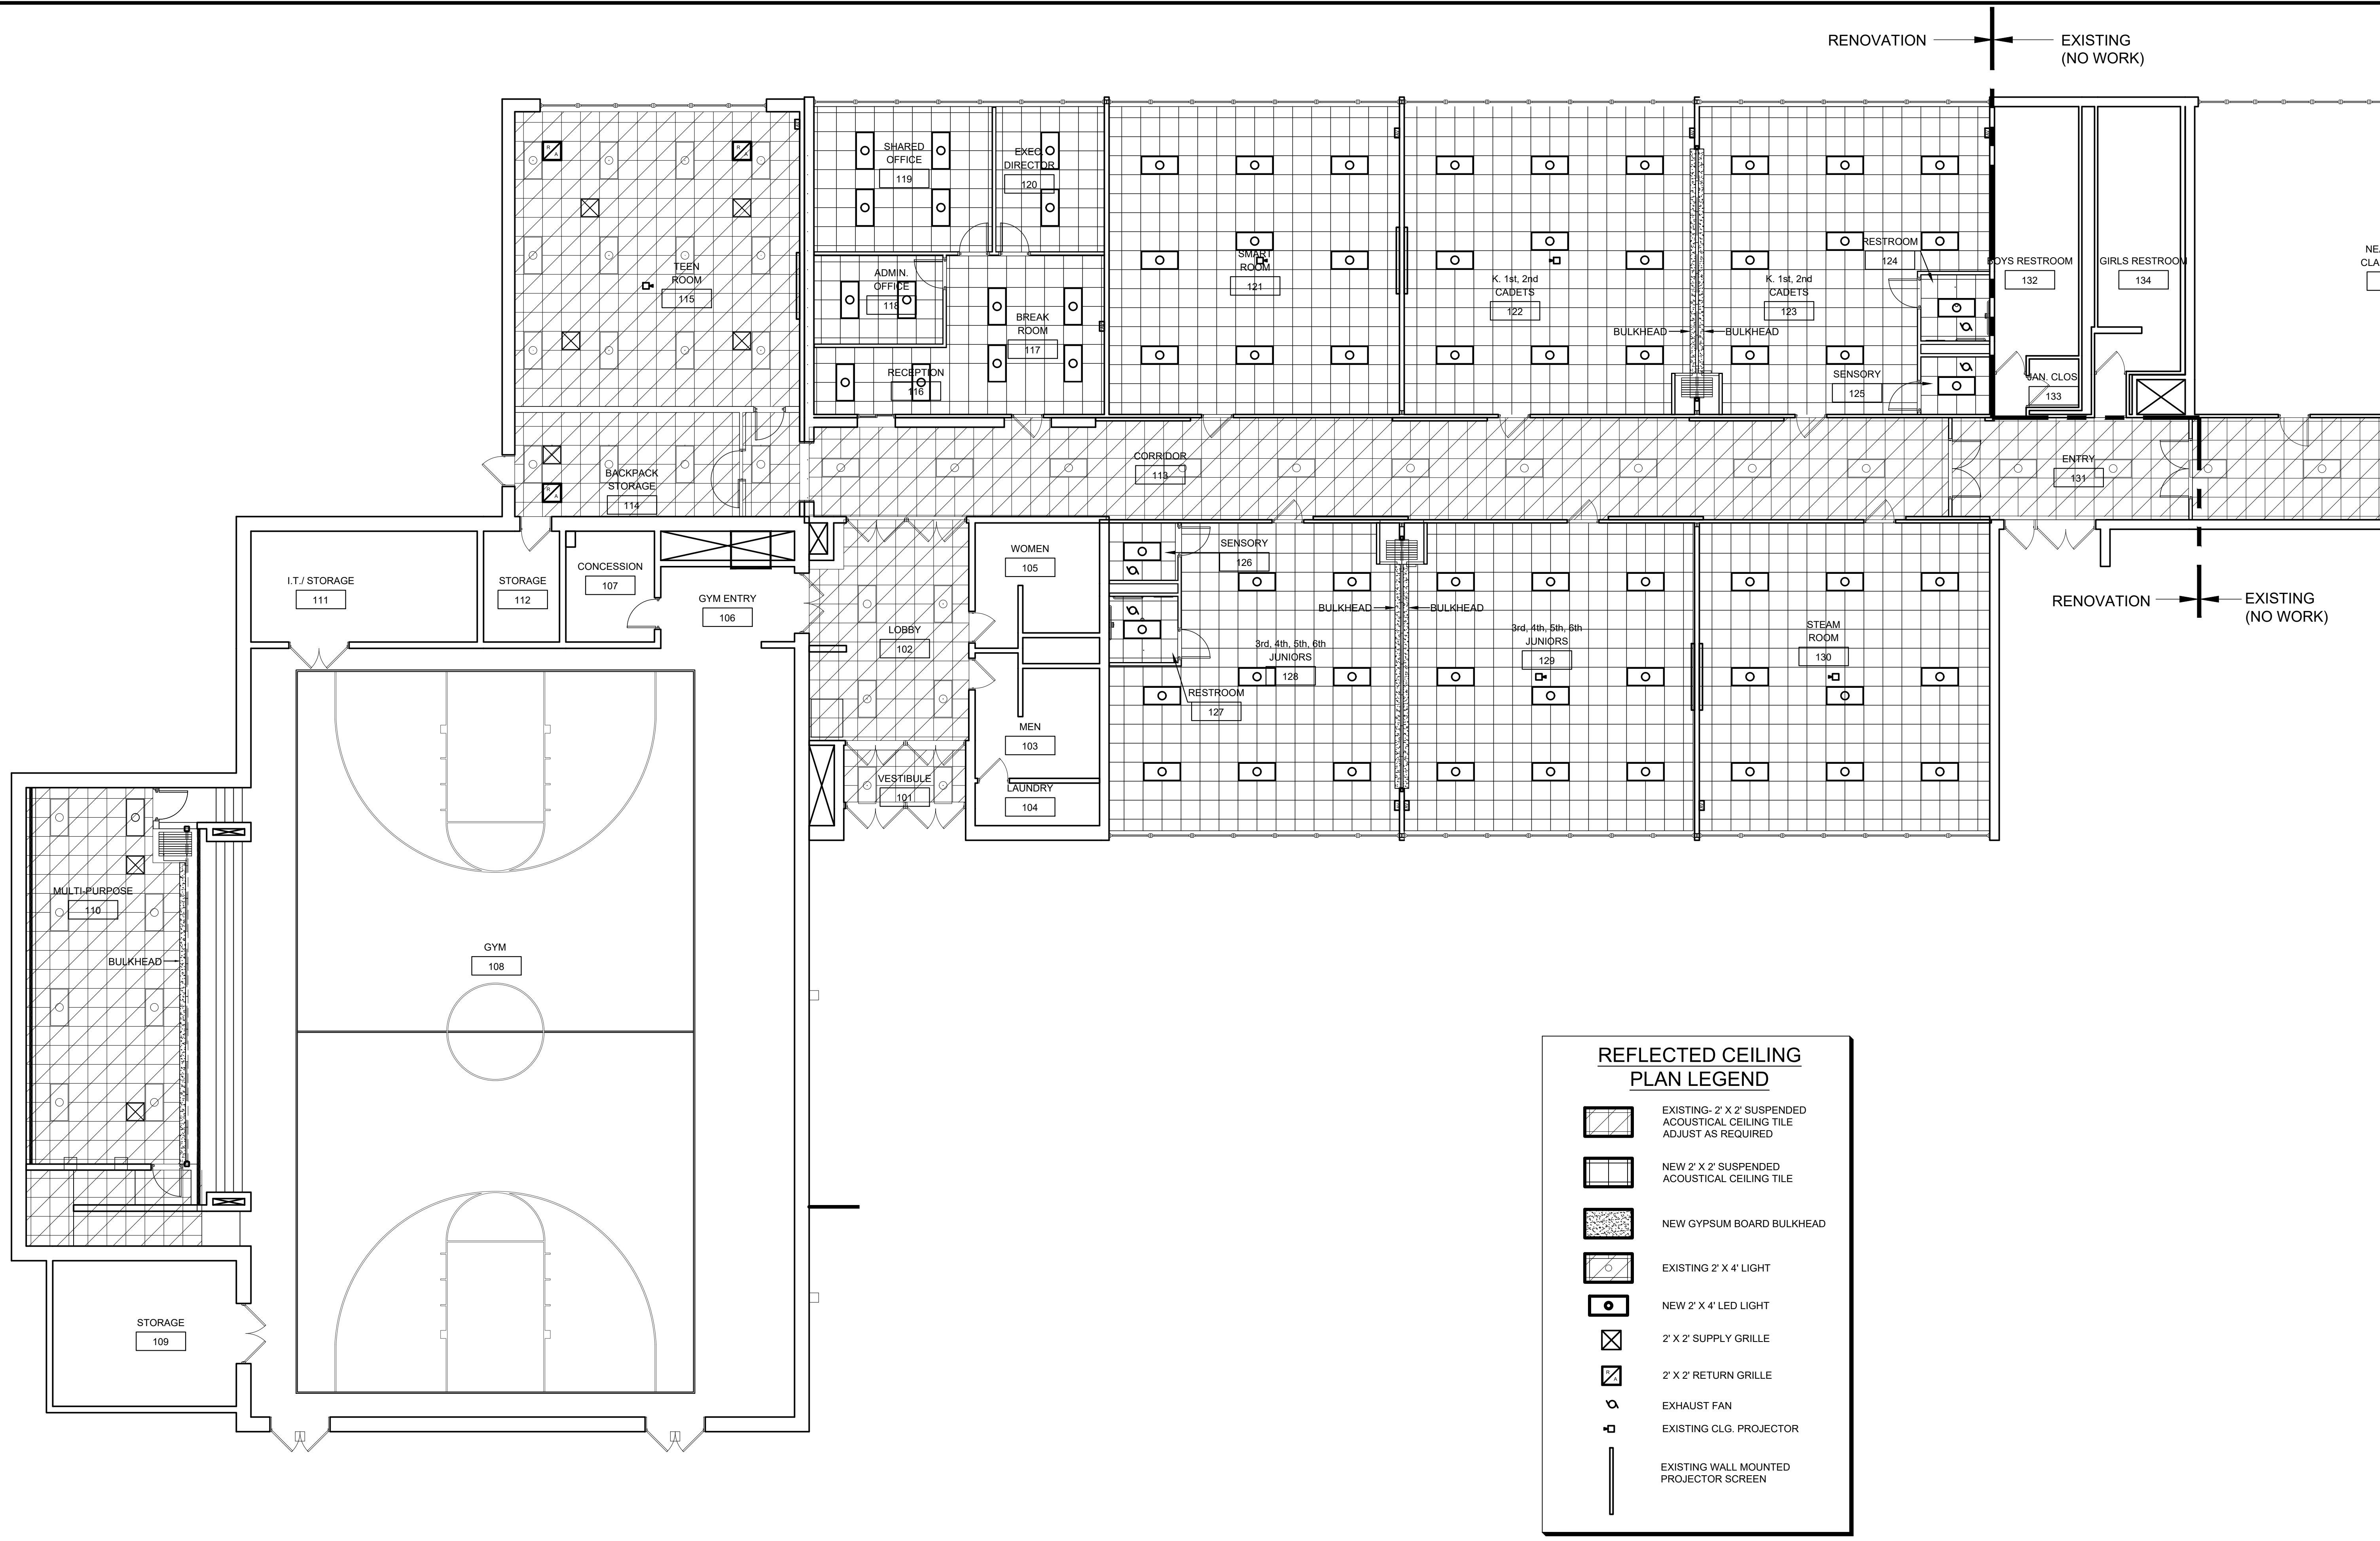 RENOVATION
EXISTING
(NO WORK)
SHARED
OFFICE
119
EXEC.
DIRECTOR
120
R
A
R
A
TEEN
ROOM
115
ADMIN.
OFFICE
118
BREAK
ROOM
117
RECEPTION
116
SMART
ROOM
121
K. 1st, 2nd
CADETS
122
BULKHEAD
BULKHEAD
K. 1st, 2nd
CADETS
123
RESTROOM
124
SENSORY
125
BOYS RESTROOM
132
GIRLS RESTROOM
134
JAN. CLOS
133
NE
CLA
BACKPACK
STORAGE
114
R
A
CORRIDOR
113
ENTRY
131
I.T./ STORAGE
111
STORAGE
112
CONCESSION
107
GYM ENTRY
106
LOBBY
102
WOMEN
105
MEN
103
VESTIBULE
101
LAUNDRY
104
SENSORY
126
RESTROOM
127
3rd, 4th, 5th, 6th
JUNIORS
128
BULKHEAD
BULKHEAD
3rd, 4th, 5th, 6th
JUNIORS
129
STEAM
ROOM
130
RENOVATION
EXISTING
(NO WORK)
MULTI-PURPOSE
110
BULKHEAD
GYM
108
STORAGE
109
REFLECTED CEILING
PLAN LEGEND
EXISTING- 2' X 2' SUSPENDED
ACOUSTICAL CEILING TILE
ADJUST AS REQUIRED
NEW 2' X 2' SUSPENDED
ACOUSTICAL CEILING TILE
NEW GYPSUM BOARD BULKHEAD
EXISTING 2' X 4' LIGHT
NEW 2' X 4' LED LIGHT
2' X 2' SUPPLY GRILLE
R
A
2' X 2' RETURN GRILLE
EXHAUST FAN
EXISTING CLG. PROJECTOR
EXISTING WALL MOUNTED
PROJECTOR SCREEN